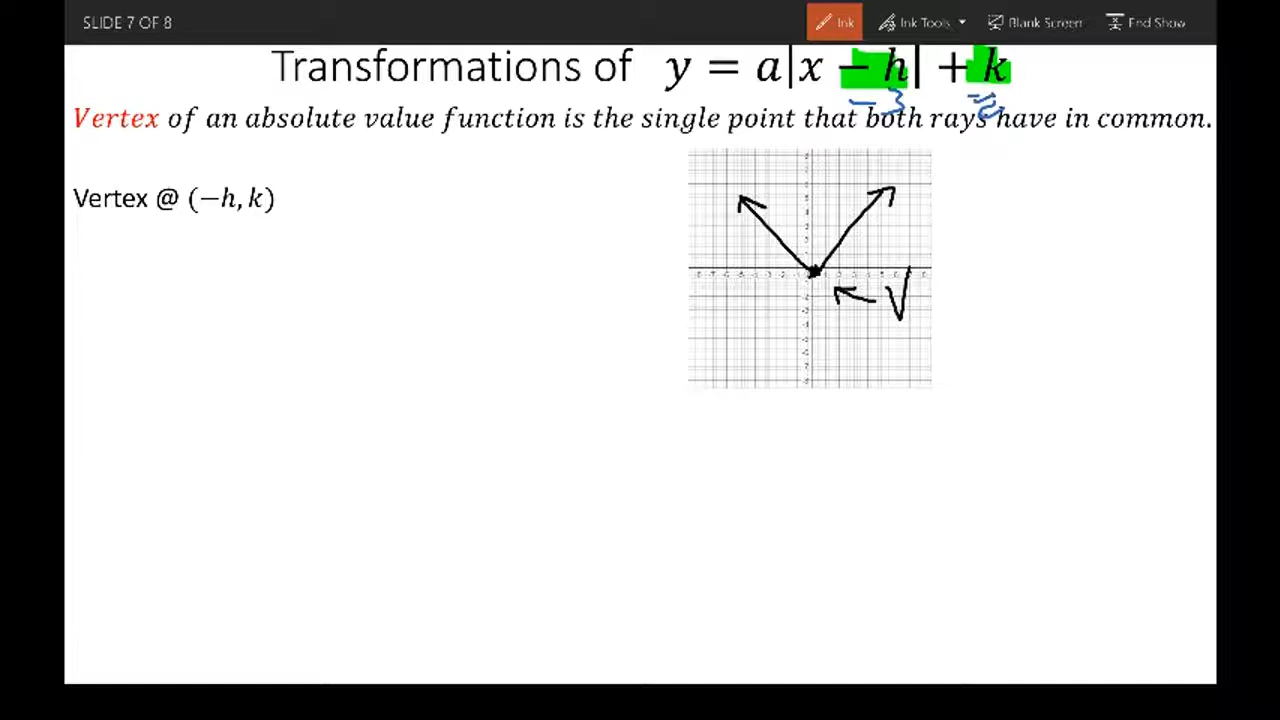 SLIDE 7 OF 8
Ink
Ink Tools
Blank Screen
End Show
Transformations of y = a|x − h| + k
− 3
Vertex of an absolute value function is the single point that both rays have in common.
Vertex @ (−h, k)
V